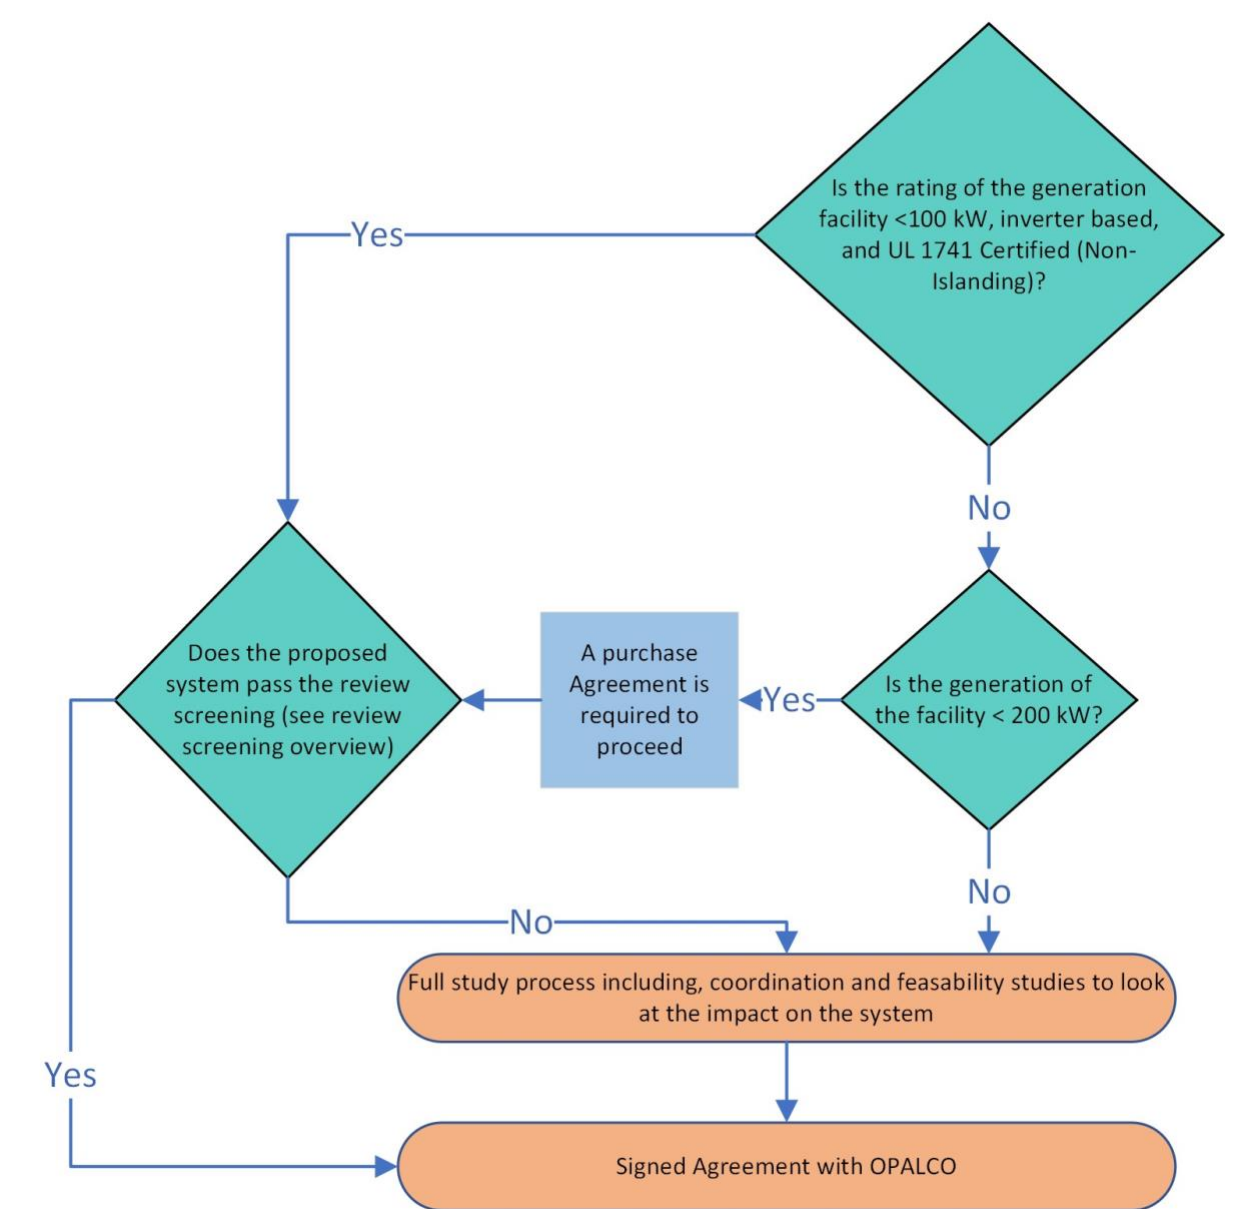 Is the rating of the generation
facility <100 kW, inverter based,
and UL 1741 Certified (Non-
Islanding)?
Yes
No
Does the proposed
system pass the review
screening (see review
screening overview)
A purchase
Agreement is
required to
proceed
Yes
Is the generation of
the facility < 200 kW?
No
No
Full study process including, coordination and feasability studies to look
at the impact on the system
Yes
Signed Agreement with OPALCO